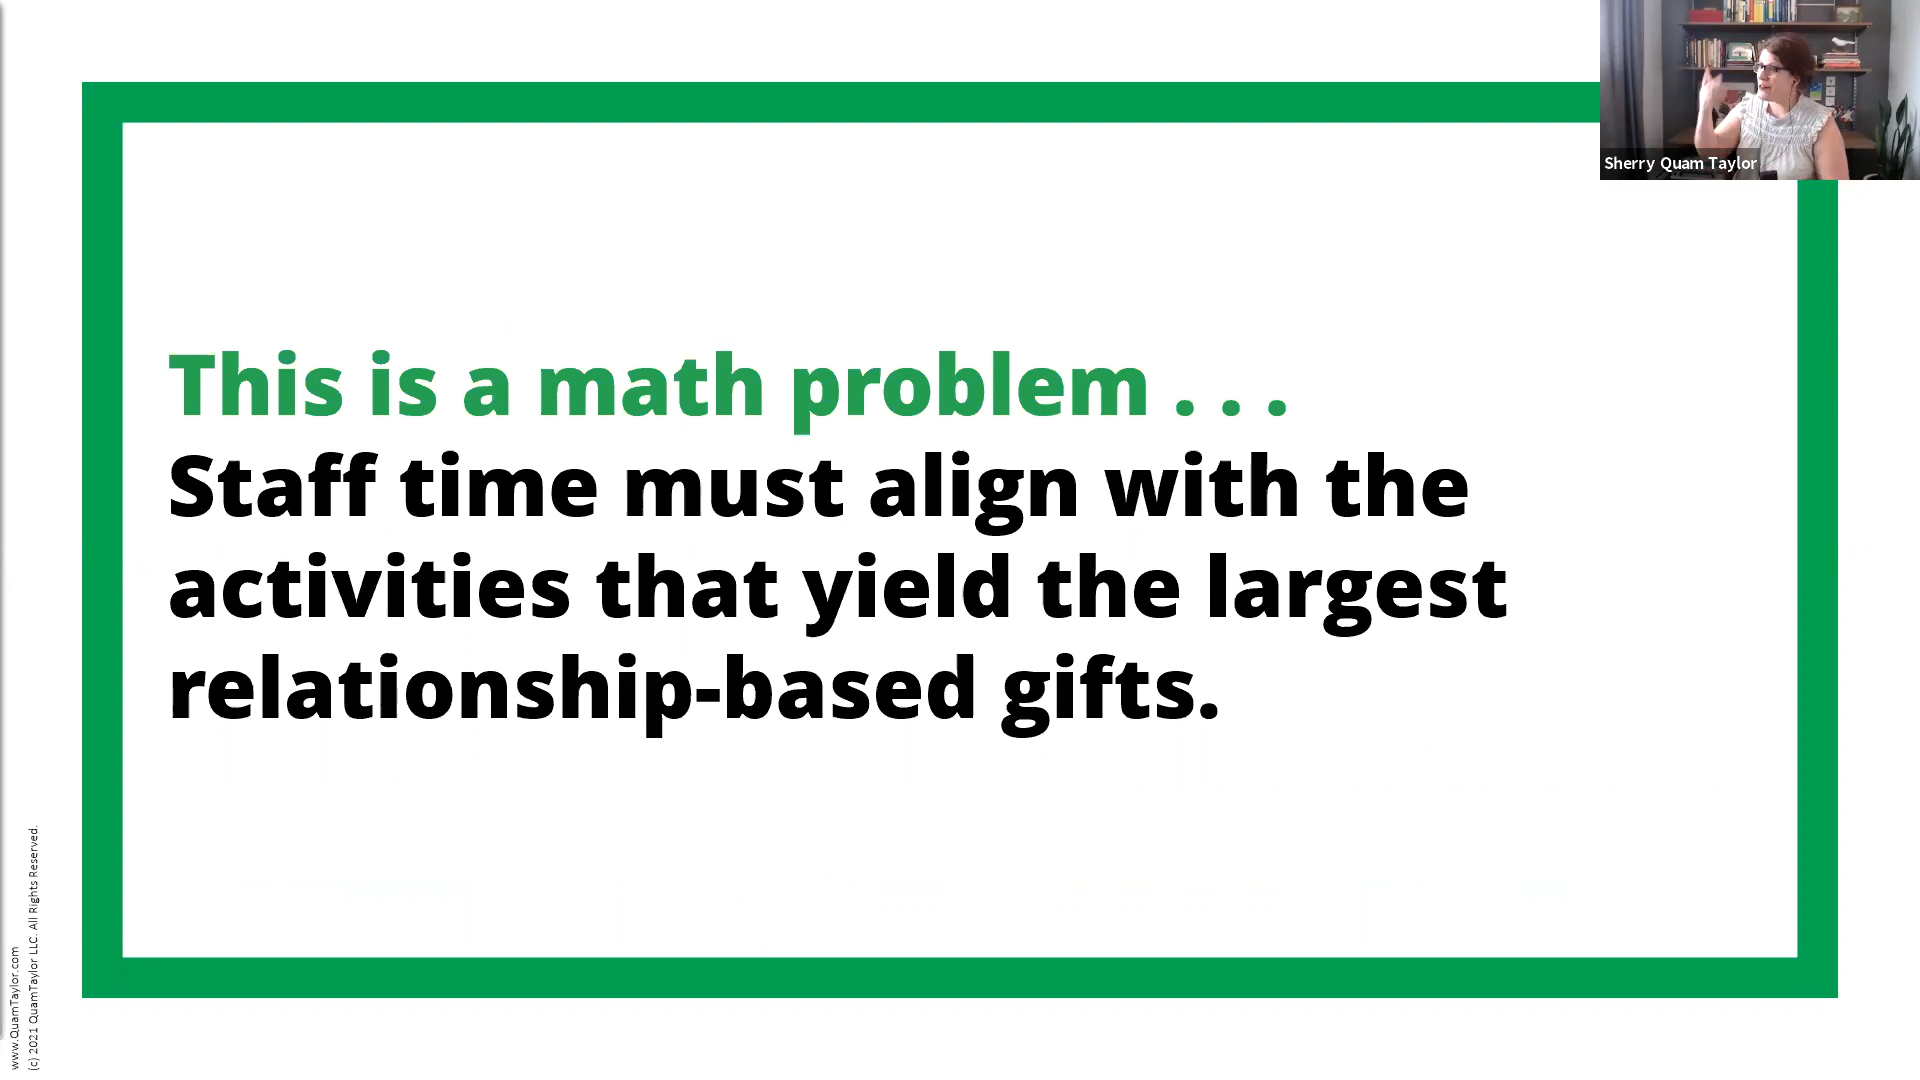 This is a math problem . . .
Staff time must align with the
activities that yield the largest
relationship-based gifts.
Sherry Quam Taylor
www.QuamTaylor.com
(c) 2021 QuamTaylor LLC. All Rights Reserved.